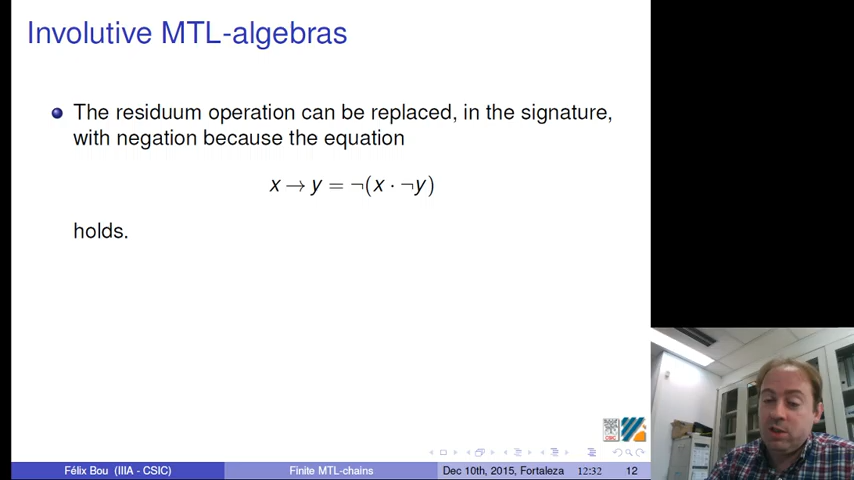 Involutive MTL-algebras
The residuum operation can be replaced, in the signature,
with negation because the equation
x → y = ¬(x · ¬y)
holds.
CSIC
Félix Bou (IIIA - CSIC) Finite MTL-chains Dec 10th, 2015, Fortaleza 12:32 12